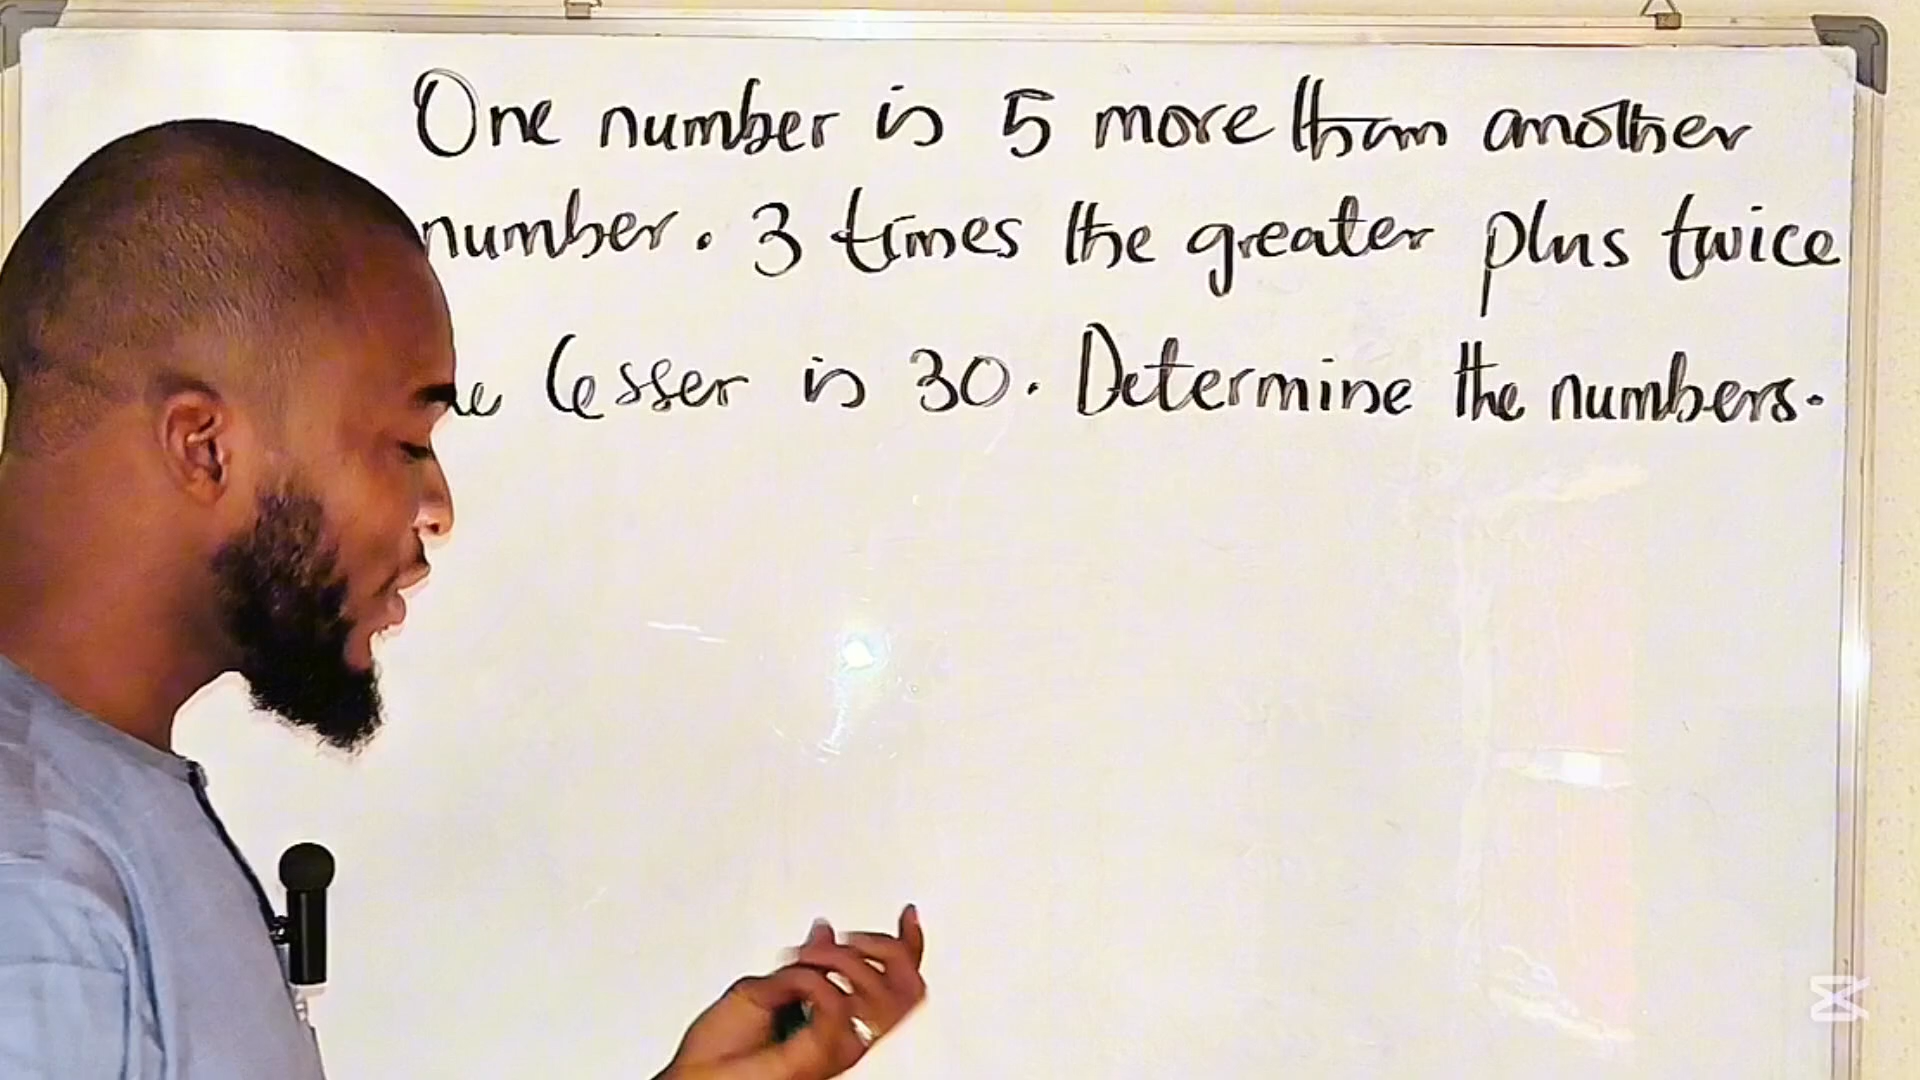 One number is 5 more than another
number. 3 times the greater plus twice
lesser is 30. Determine the numbers.